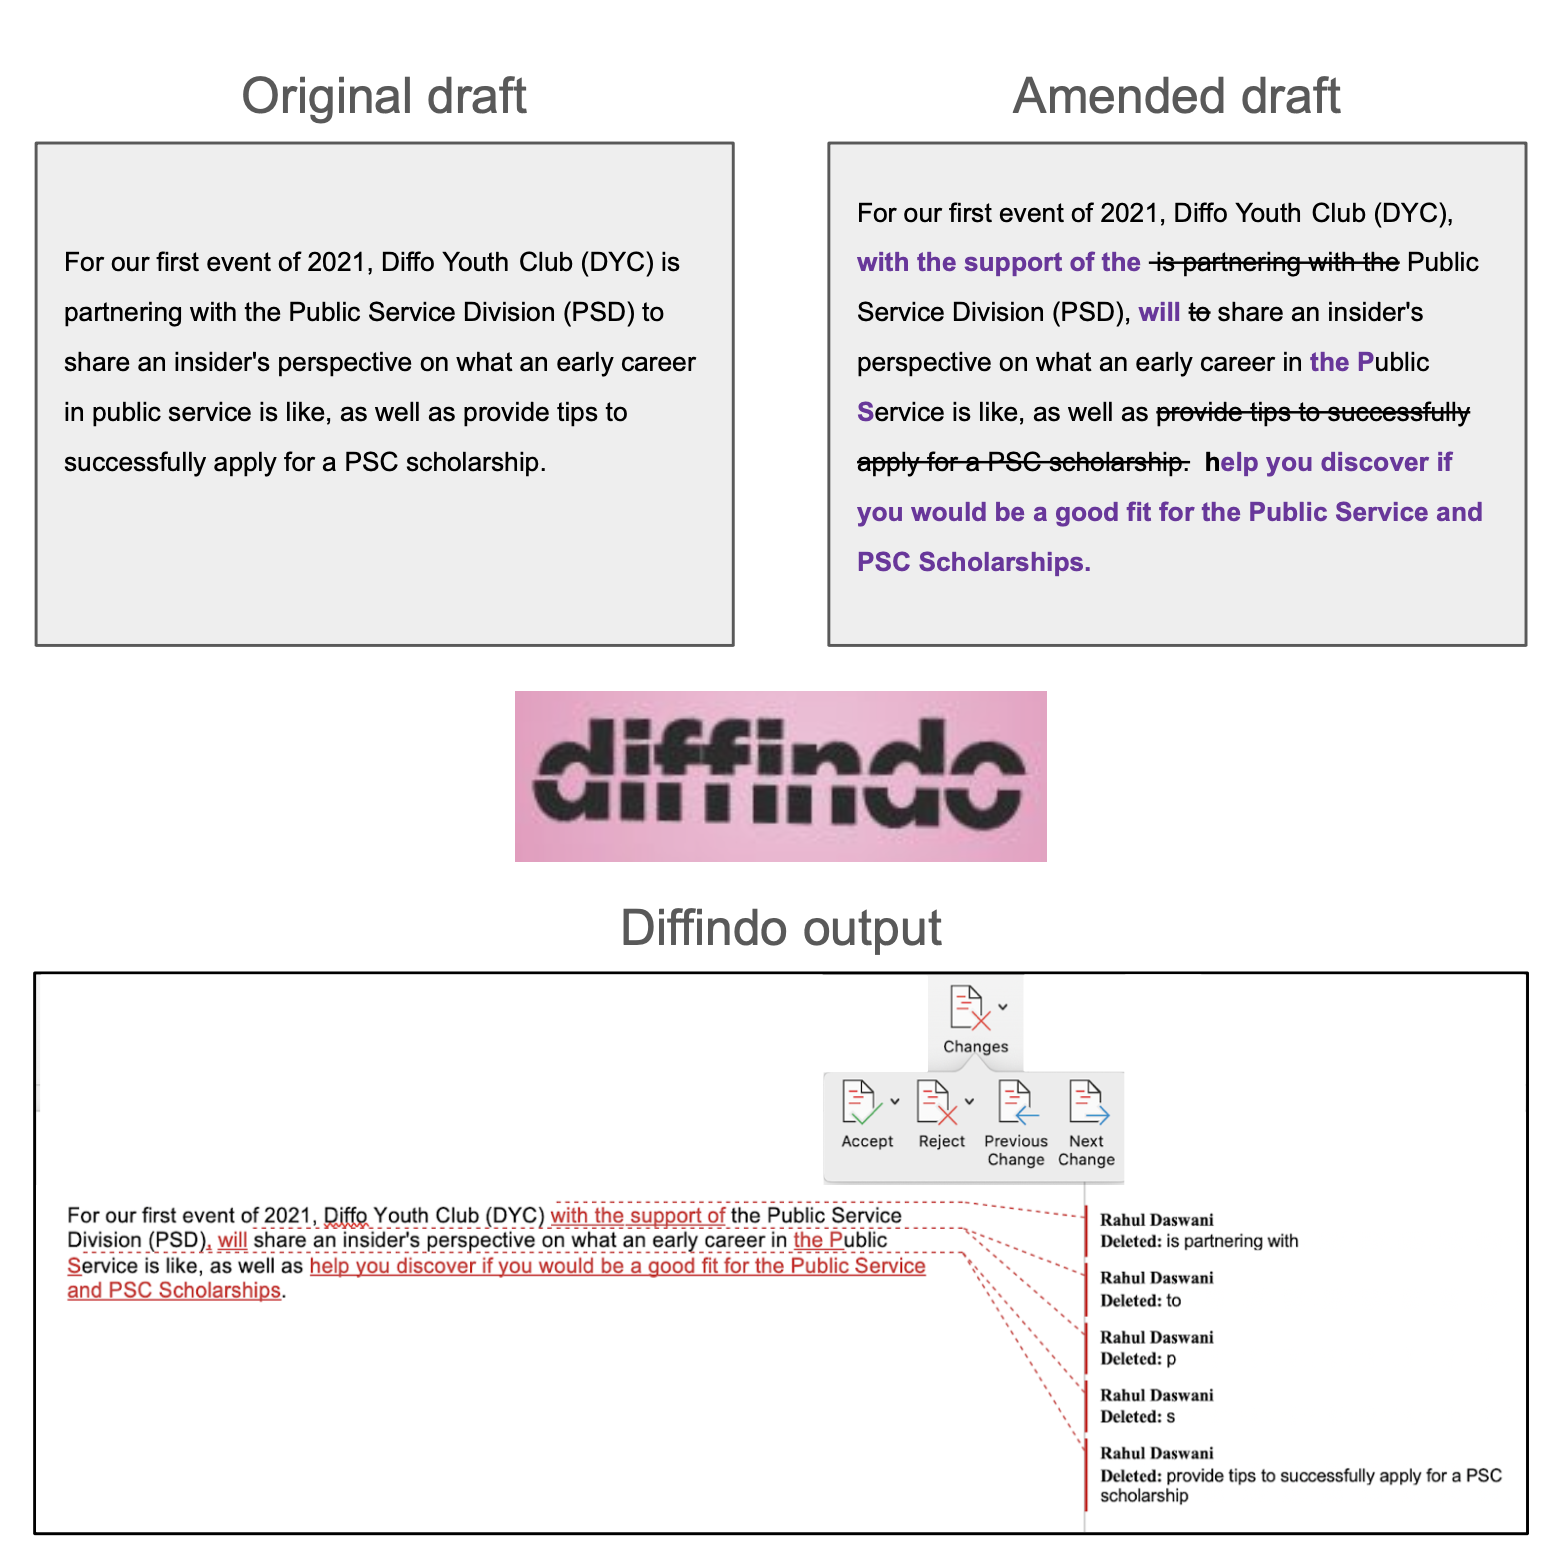 Original draft
For our first event of 2021, Diffo Youth Club (DYC) is
partnering with the Public Service Division (PSD) to
share an insider's perspective on what an early career
in public service is like, as well as provide tips to
successfully apply for a PSC scholarship.
Amended draft
For our first event of 2021, Diffo Youth Club (DYC),
with the support of the is partnering with the Public
Service Division (PSD), will to share an insider's
perspective on what an early career in the Public
Service is like, as well as provide tips to successfully
apply for a PSC scholarship. help you discover if
you would be a good fit for the Public Service and
PSC Scholarships.
diffindo
Diffindo output
Changes
Accept
Reject
Previous
Change
Next
Change
For our first event of 2021, Diffo Youth Club (DYC) with the support of the Public Service
Division (PSD), will share an insider's perspective on what an early career in the Public
Service is like, as well as help you discover if you would be a good fit for the Public Service
and PSC Scholarships.
Rahul Daswani
Deleted: is partnering with
Rahul Daswani
Deleted: to
Rahul Daswani
Deleted: p
Rahul Daswani
Deleted: s
Rahul Daswani
Deleted: provide tips to successfully apply for a PSC
scholarship